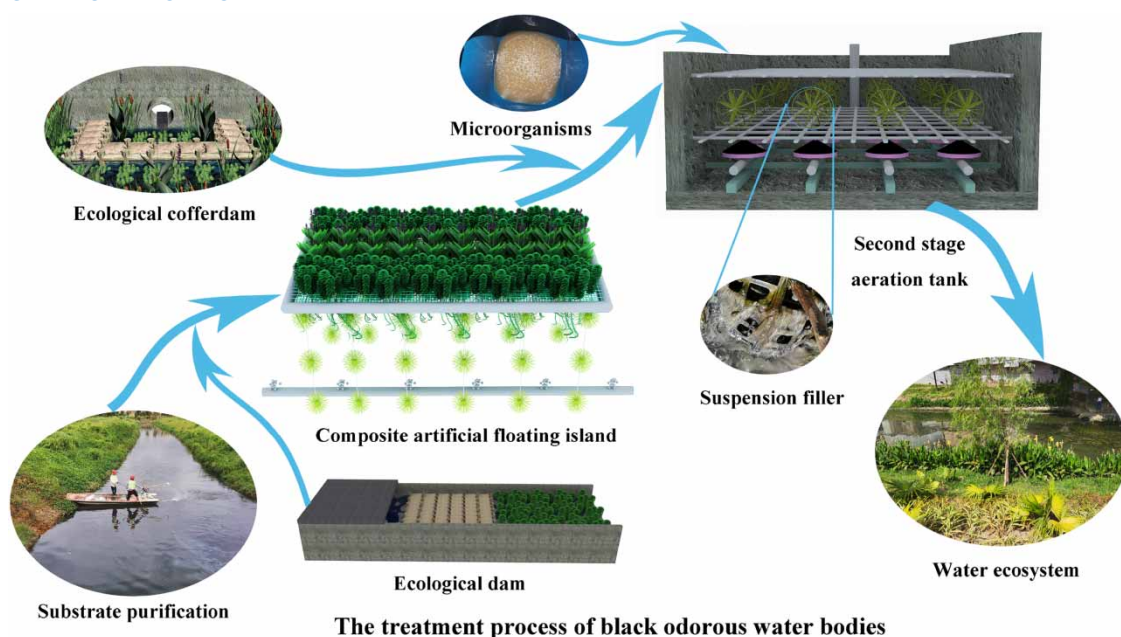 Microorganisms
Ecological cofferdam
Second stage
aeration tank
Suspension filler
Composite artificial floating island
Water ecosystem
Ecological dam
Substrate purification
The treatment process of black odorous water bodies